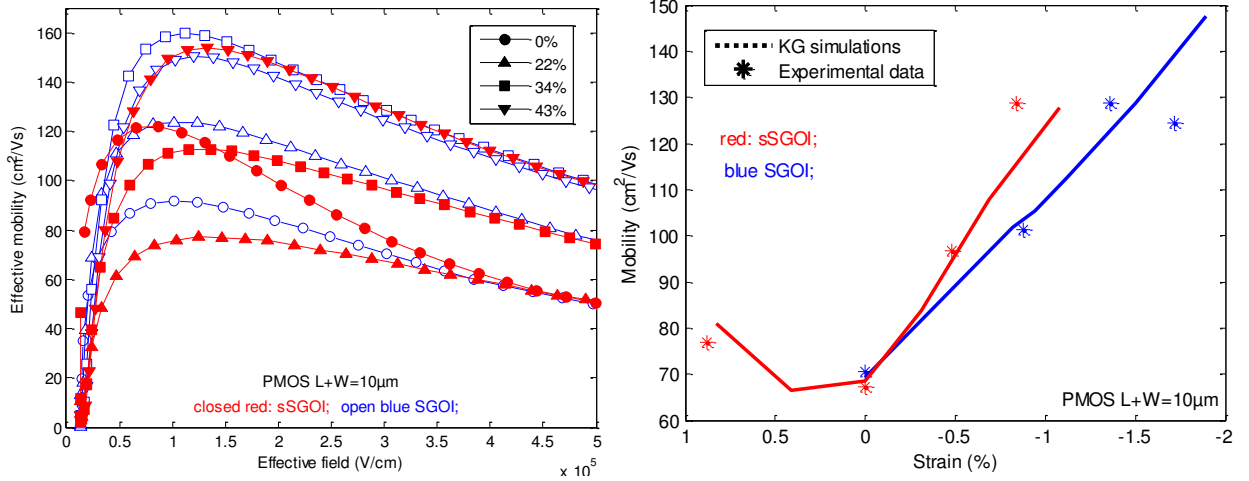 160
140
120
100
80
60
40
20
0
Effective mobility (cm²/Vs)
0%
22%
34%
43%
PMOS L+W=10µm
closed red: sSGOI; open blue SGOI;
0 0.5 1 1.5 2 2.5 3 3.5 4 4.5 5
Effective field (V/cm)
x 10⁵
150
140
130
120
110
100
90
80
70
60
Mobility (cm²/Vs)
KG simulations
Experimental data
red: sSGOI;
blue SGOI;
PMOS L+W=10µm
1 0.5 0 -0.5 -1 -1.5 -2
Strain (%)